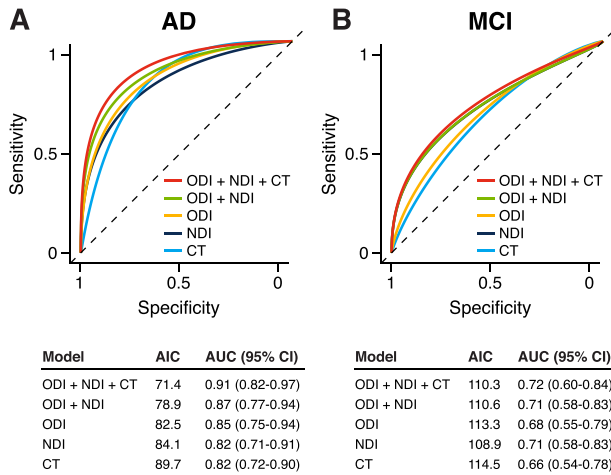 A AD
1
0.5
0
Sensitivity
ODI + NDI + CT
ODI + NDI
ODI
NDI
CT
1 0.5 0
Specificity
B MCI
1
0.5
0
Sensitivity
ODI + NDI + CT
ODI + NDI
ODI
NDI
CT
1 0.5 0
Specificity
Model AIC AUC (95% CI)
ODI + NDI + CT 71.4 0.91 (0.82-0.97)
ODI + NDI 78.9 0.87 (0.77-0.94)
ODI 82.5 0.85 (0.75-0.94)
NDI 84.1 0.82 (0.71-0.91)
CT 89.7 0.82 (0.72-0.90)
Model AIC AUC (95% CI)
ODI + NDI + CT 110.3 0.72 (0.60-0.84)
ODI + NDI 110.6 0.71 (0.58-0.83)
ODI 113.3 0.68 (0.55-0.79)
NDI 108.9 0.71 (0.58-0.83)
CT 114.5 0.66 (0.54-0.78)